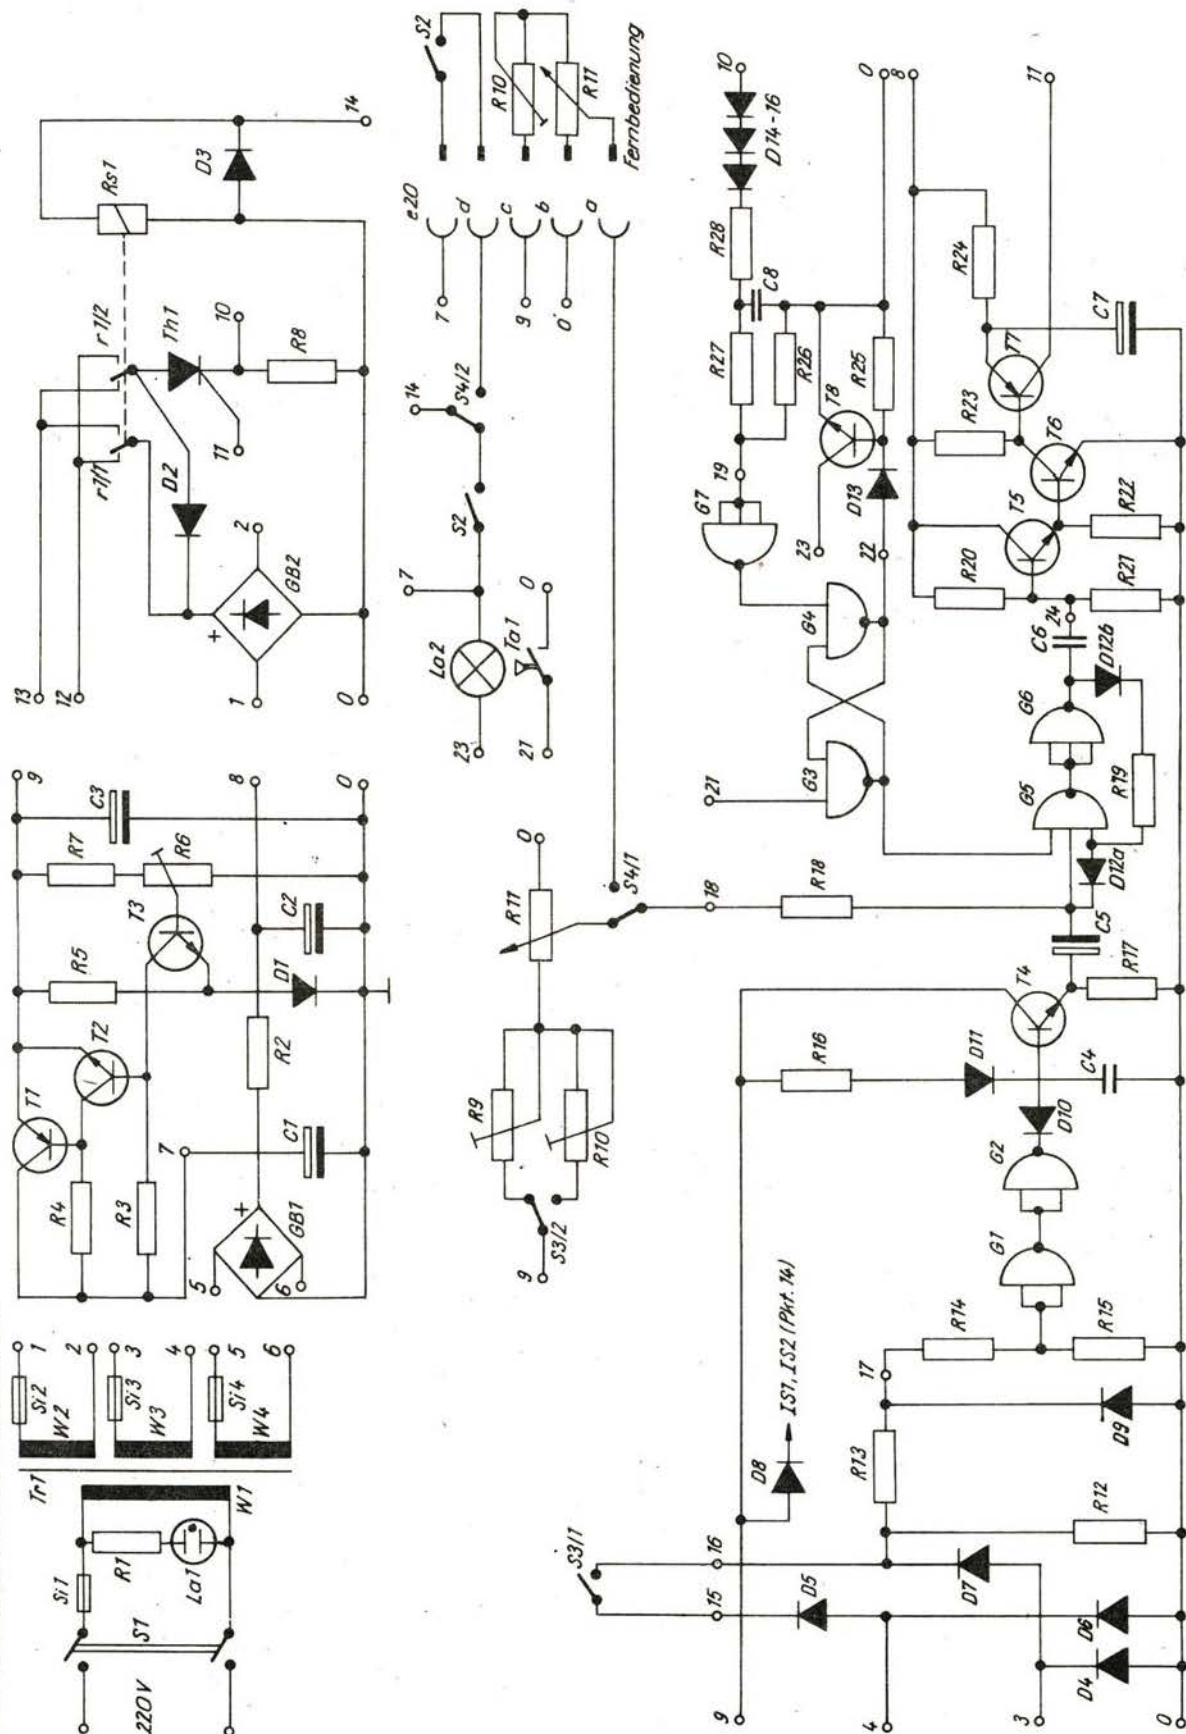 220V
S1
Si1
R1
La1
Tr1
W1
Si2
W2
Si3
W3
Si4
W4
1
2
3
4
5
6
T1
R4
R3
T2
R5
T3
R7
R6
C3
9
7
5
6
GB1
+
C1
R2
D1
C2
8
0
13
12
1
0
+
GB2
2
D2
r1/1
r1/2
11
Th1
10
R8
Rs1
D3
14
9
S3/2
R9
R10
R11
0
S4/1
18
23
La2
7
21
Ta1
0
S2
S4/2
14
7
9
0
e20
d
c
b
a
S2
R10
R11
Fernbedienung
S3/1
9
4
3
0
15
16
D5
D4
D6
D7
D8
IS1, IS2 (Pkt. 14)
R12
R13
D9
17
R14
R15
G1
G2
D10
R16
D11
C4
T4
R17
C5
R18
D12a
R19
D12b
G5
G6
C6
24
21
G3
G4
G7
19
22
23
D13
T8
R25
R26
R27
C8
R28
D14-16
10
0
8
R20
R21
T5
R22
T6
R23
T7
R24
C7
11